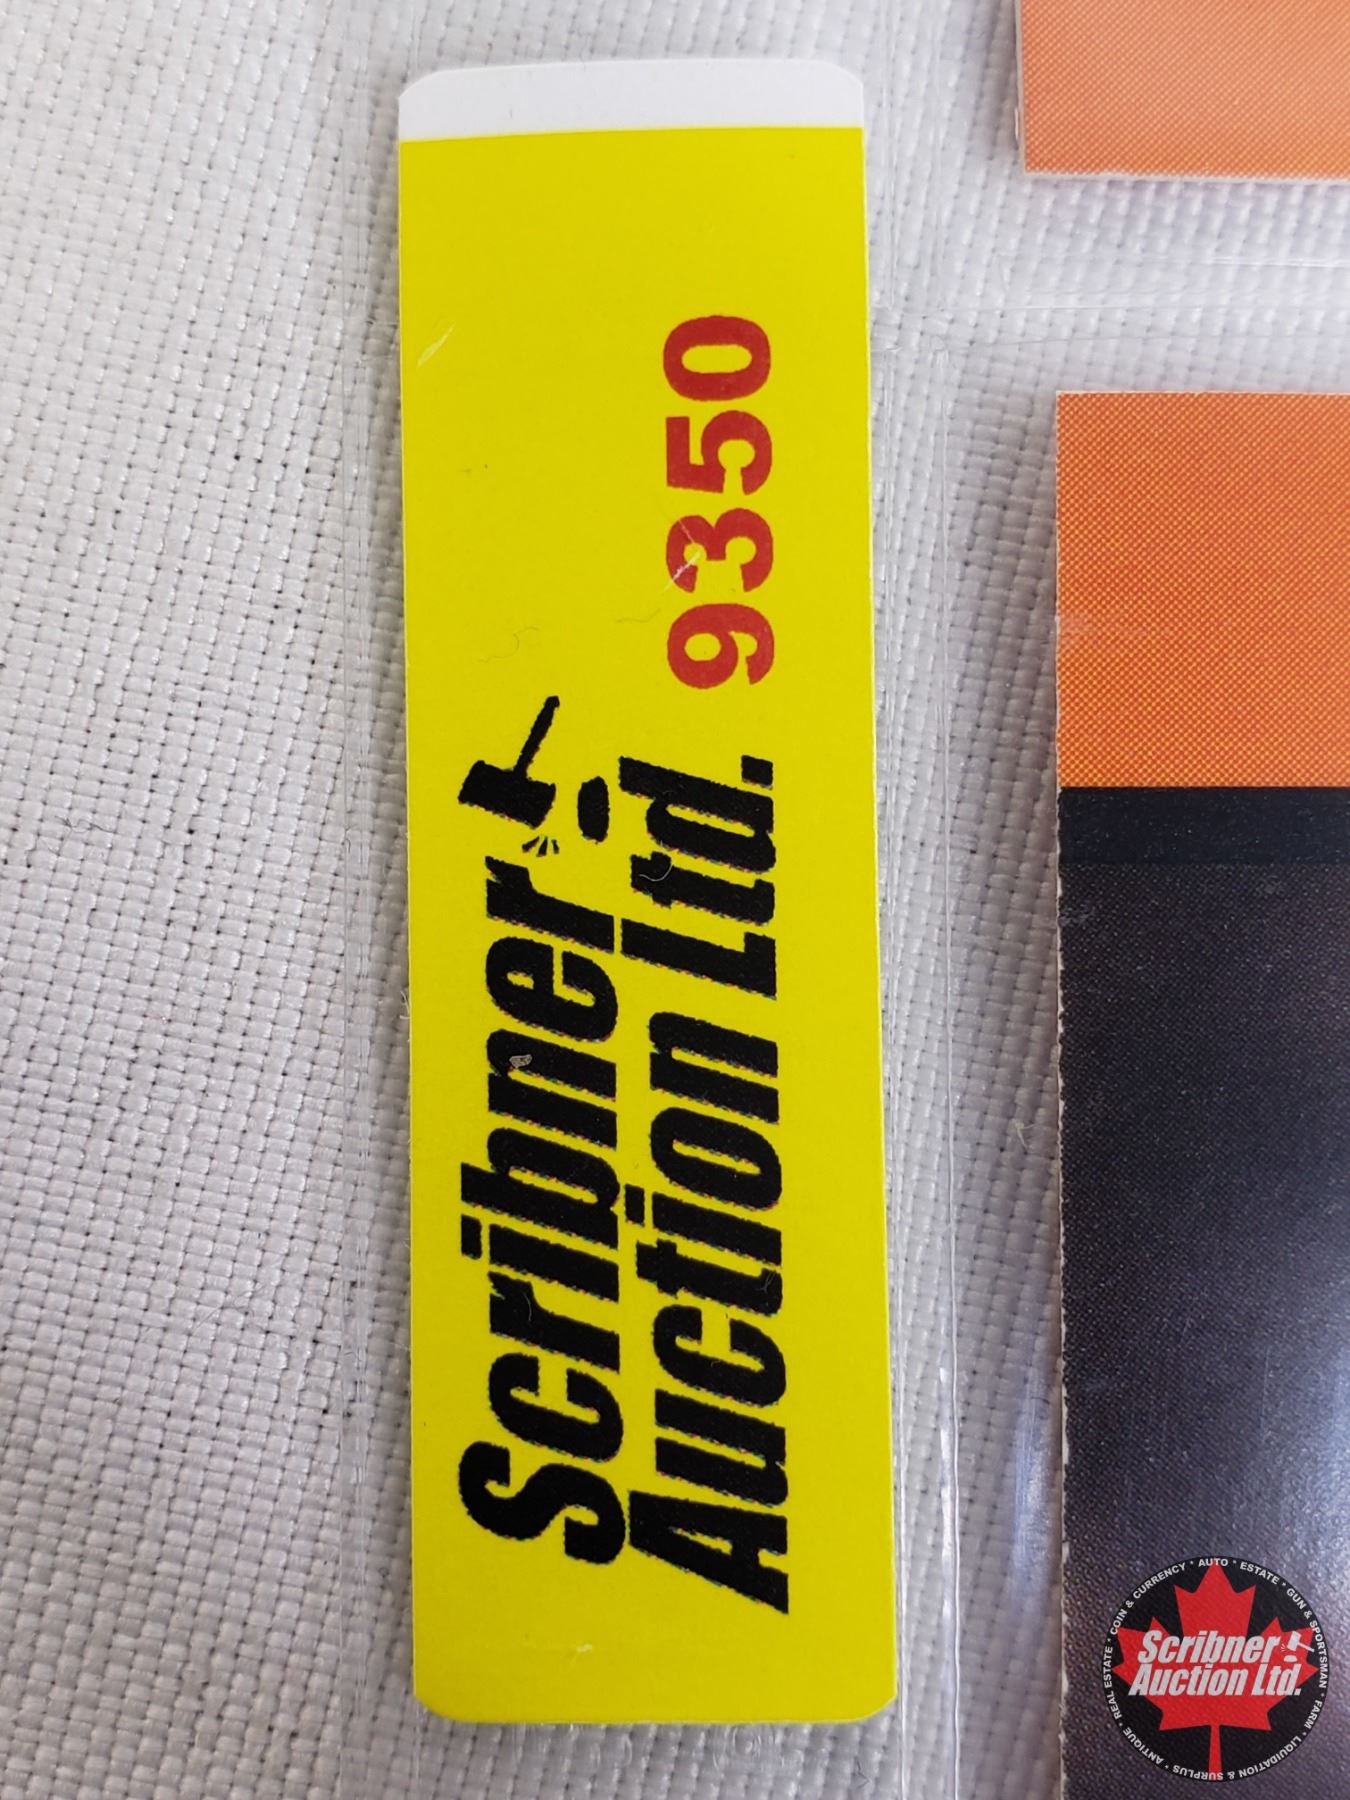 Scribner
Auction Ltd. 9350
COIN & CURRENCY * AUTO * ESTATE * GUN & SPORTSMAN * FARM * LIQUIDATION & SURPLUS * ANTIQUE * REAL ESTATE *
Scribner
Auction Ltd.